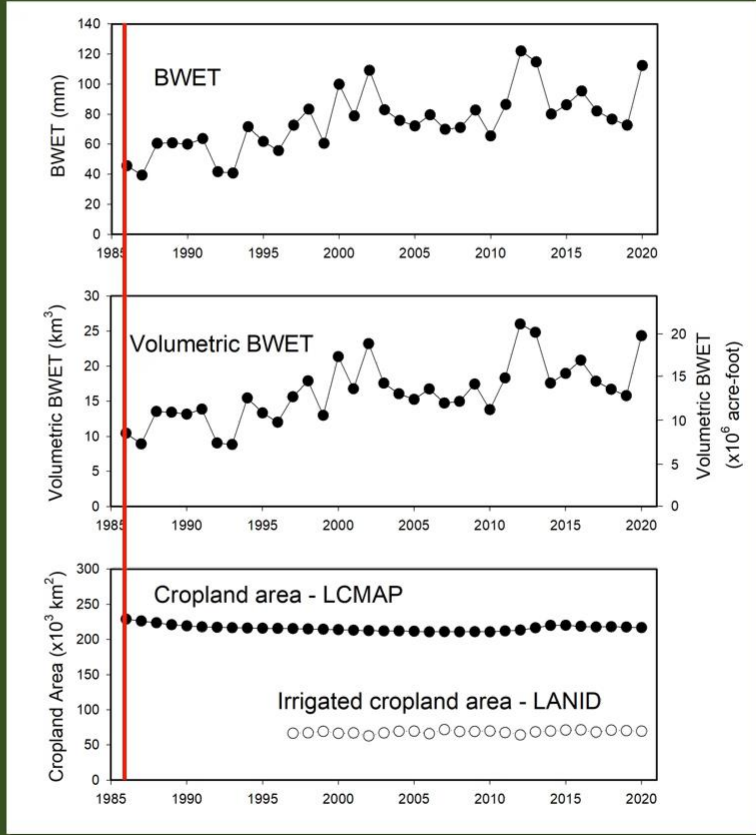 140
120
100
80
60
40
20
0
BWET (mm)
BWET
1985 1990 1995 2000 2005 2010 2015 2020
30
25
20
15
10
5
0
Volumetric BWET (km³)
Volumetric BWET
20
15
10
5
0
Volumetric BWET
(x10⁶ acre-foot)
1985 1990 1995 2000 2005 2010 2015 2020
300
250
200
150
100
50
0
Cropland Area (x10³ km²)
Cropland area - LCMAP
Irrigated cropland area - LANID
1985 1990 1995 2000 2005 2010 2015 2020